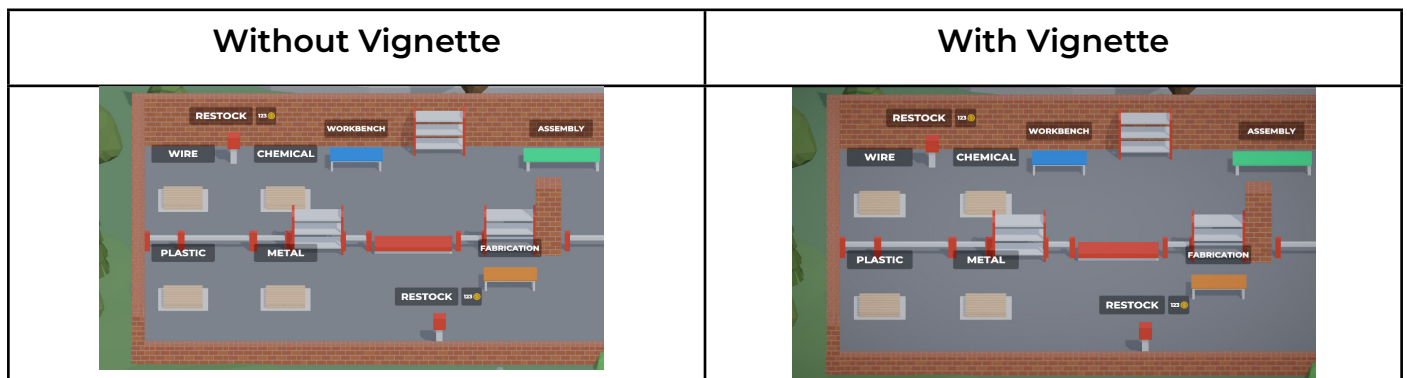 Without Vignette
With Vignette
RESTOCK 123
WORKBENCH
ASSEMBLY
WIRE
CHEMICAL
PLASTIC
METAL
FABRICATION
RESTOCK 123
RESTOCK 123
WORKBENCH
ASSEMBLY
WIRE
CHEMICAL
PLASTIC
METAL
FABRICATION
RESTOCK 123